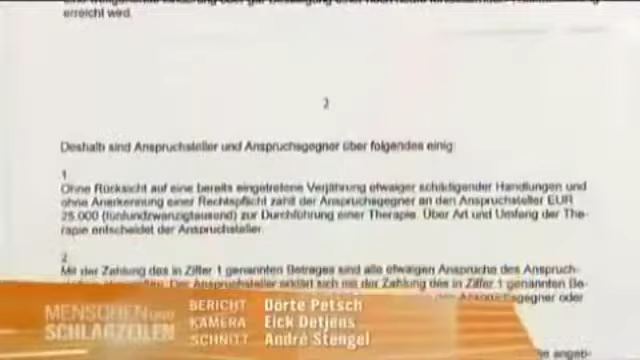 erreicht wird.
2
Deshalb sind Anspruchsteller und Anspruchsgegner über folgendes einig:
1.
Ohne Rücksicht auf eine bereits eingetretene Verjährung etwaiger schädigender Handlungen und
ohne Anerkennung einer Rechtspflicht zahlt der Anspruchsgegner an den Anspruchsteller EUR
25.000 (fünfundzwanzigtausend) zur Durchführung einer Therapie. Über Art und Umfang der The-
rapie entscheidet der Anspruchsteller.
2.
Mit der Zahlung des in Ziffer 1 genannten Betrages sind alle etwaigen Ansprüche des Anspruch-
Der Anspruchsteller erklärt sich mit der Zahlung des in Ziffer 1 genannten Be-
Anspruchsgegner oder
MENSCHEN UND
SCHLAGZEILEN
BERICHT Dörte Petsch
KAMERA Eick Detjens
SCHNITT André Stengel